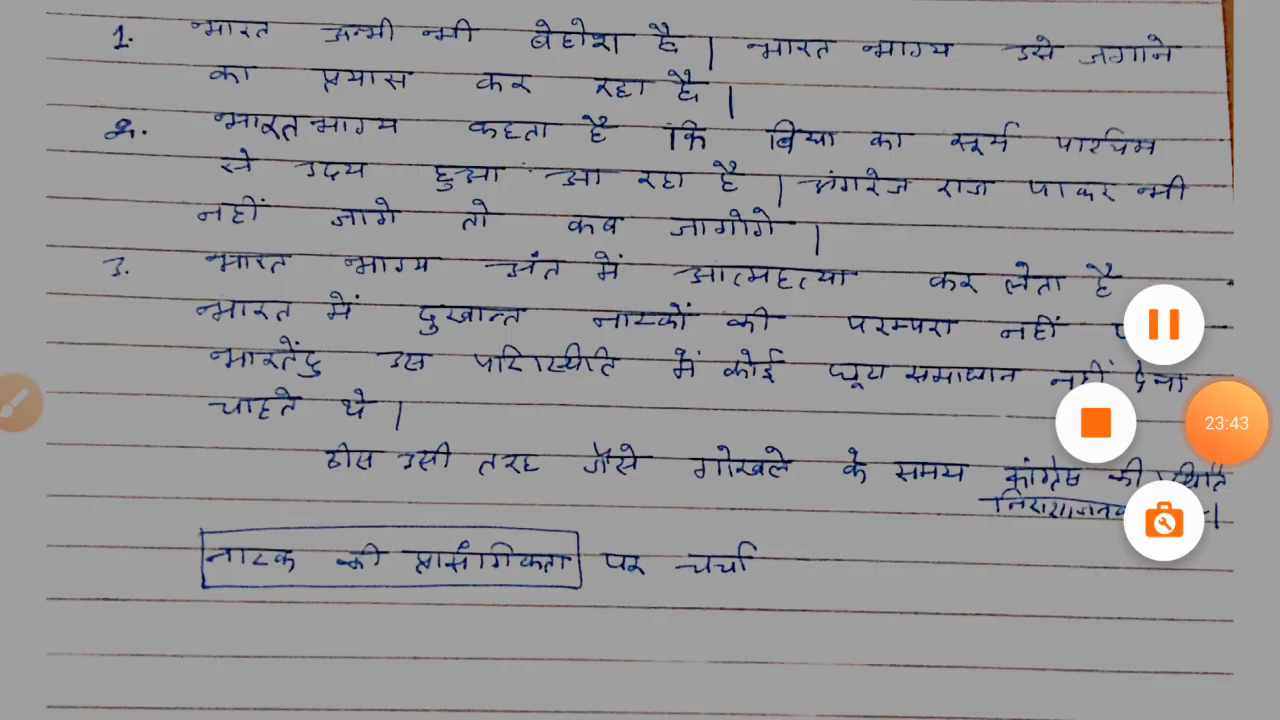 1. भारत अभी भी बेहोश है | भारत भाग्य उसे जगाने
का प्रयास कर रहा है |
2. भारत भाग्य कहता है कि विद्या का सूर्य पश्चिम
से उदय हुआ आ रहा है | अंगरेज राज पाकर भी
नहीं जागे तो कब जागोगे |
3. भारत भाग्य अंत में आत्महत्या कर लेता है
भारत में दुखान्त नाटकों की परम्परा नहीं
भारतेंदु उस परिस्थिति में कोई समाधान नहीं देना
चाहते थे |
ठीस उसी तरह जैसे गोखले के समय कांग्रेस की स्थिति
निराशाजनक
नाटक की प्रासंगिकता पर चर्चा
23:43